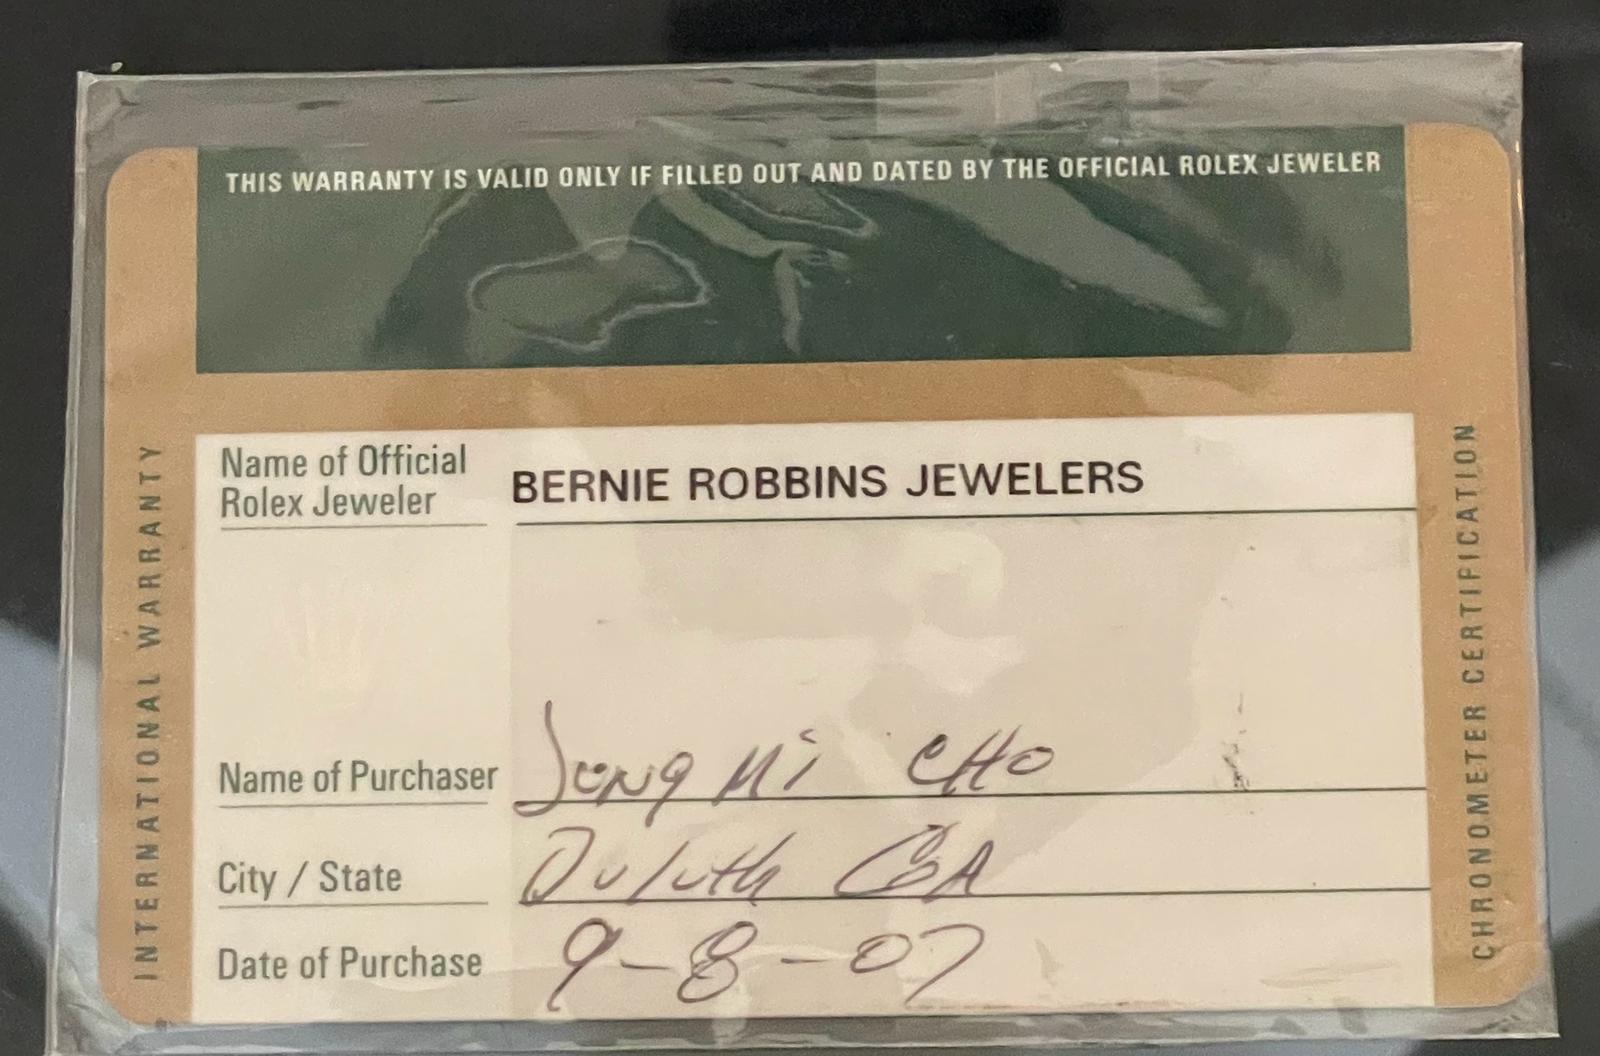 THIS WARRANTY IS VALID ONLY IF FILLED OUT AND DATED BY THE OFFICIAL ROLEX JEWELER
INTERNATIONAL WARRANTY
Name of Official
Rolex Jeweler
BERNIE ROBBINS JEWELERS
Name of Purchaser
Jong Mi CHO
City / State
Duluth GA
Date of Purchase
9-8-07
CHRONOMETER CERTIFICATION